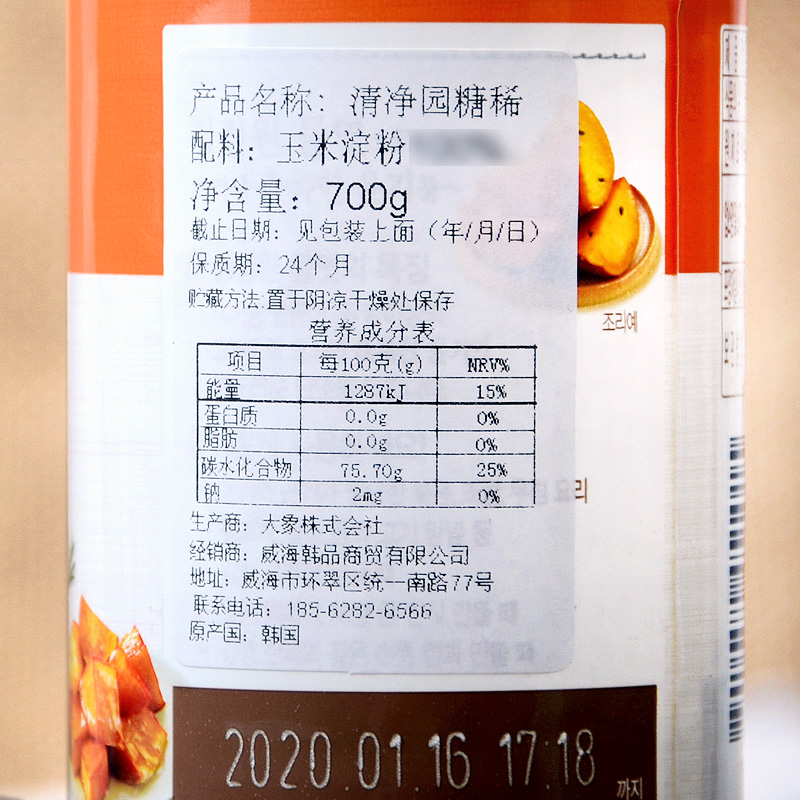 产品名称：清净园糖稀
配料：玉米淀粉
净含量：700g
截止日期：见包装上面（年/月/日）
保质期：24个月
贮藏方法:置于阴凉干燥处保存
营养成分表
项目 每100克(g) NRV%
能量 1287kJ 15%
蛋白质 0.0g 0%
脂肪 0.0g 0%
碳水化合物 75.70g 25%
钠 2mg 0%
生产商：大象株式会社
经销商：威海韩品商贸有限公司
地址：威海市环翠区统一南路77号
联系电话：185-6282-6566
原产国：韩国
조리예
2020.01.16 17:18
까지